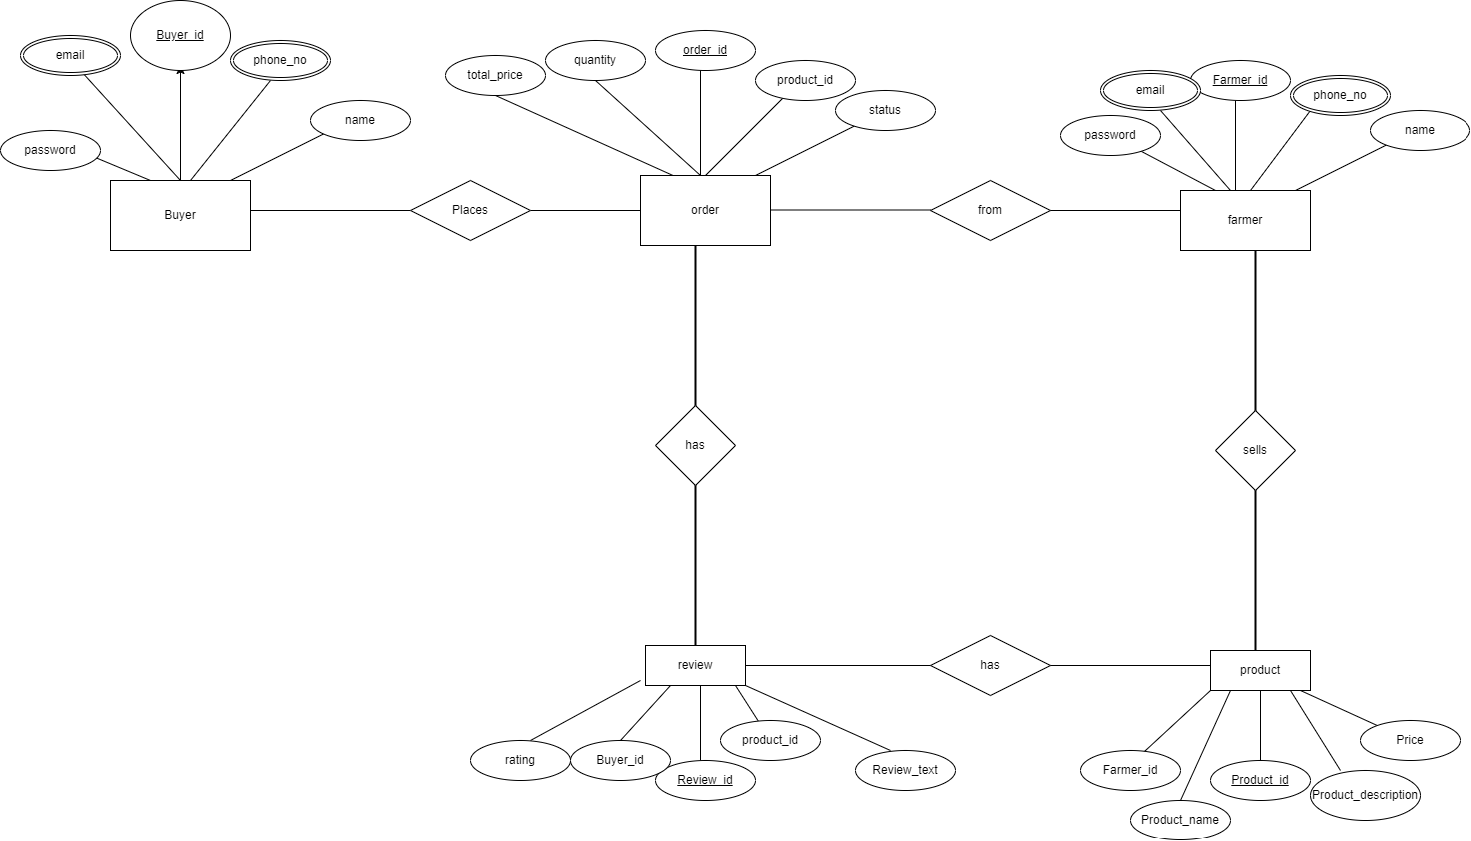 Buyer_id
email
phone_no
name
password
Buyer
Places
total_price
quantity
order_id
product_id
status
order
from
email
Farmer_id
phone_no
name
password
farmer
has
sells
review
has
product
rating
Buyer_id
Review_id
product_id
Review_text
Farmer_id
Product_name
Product_id
Product_description
Price